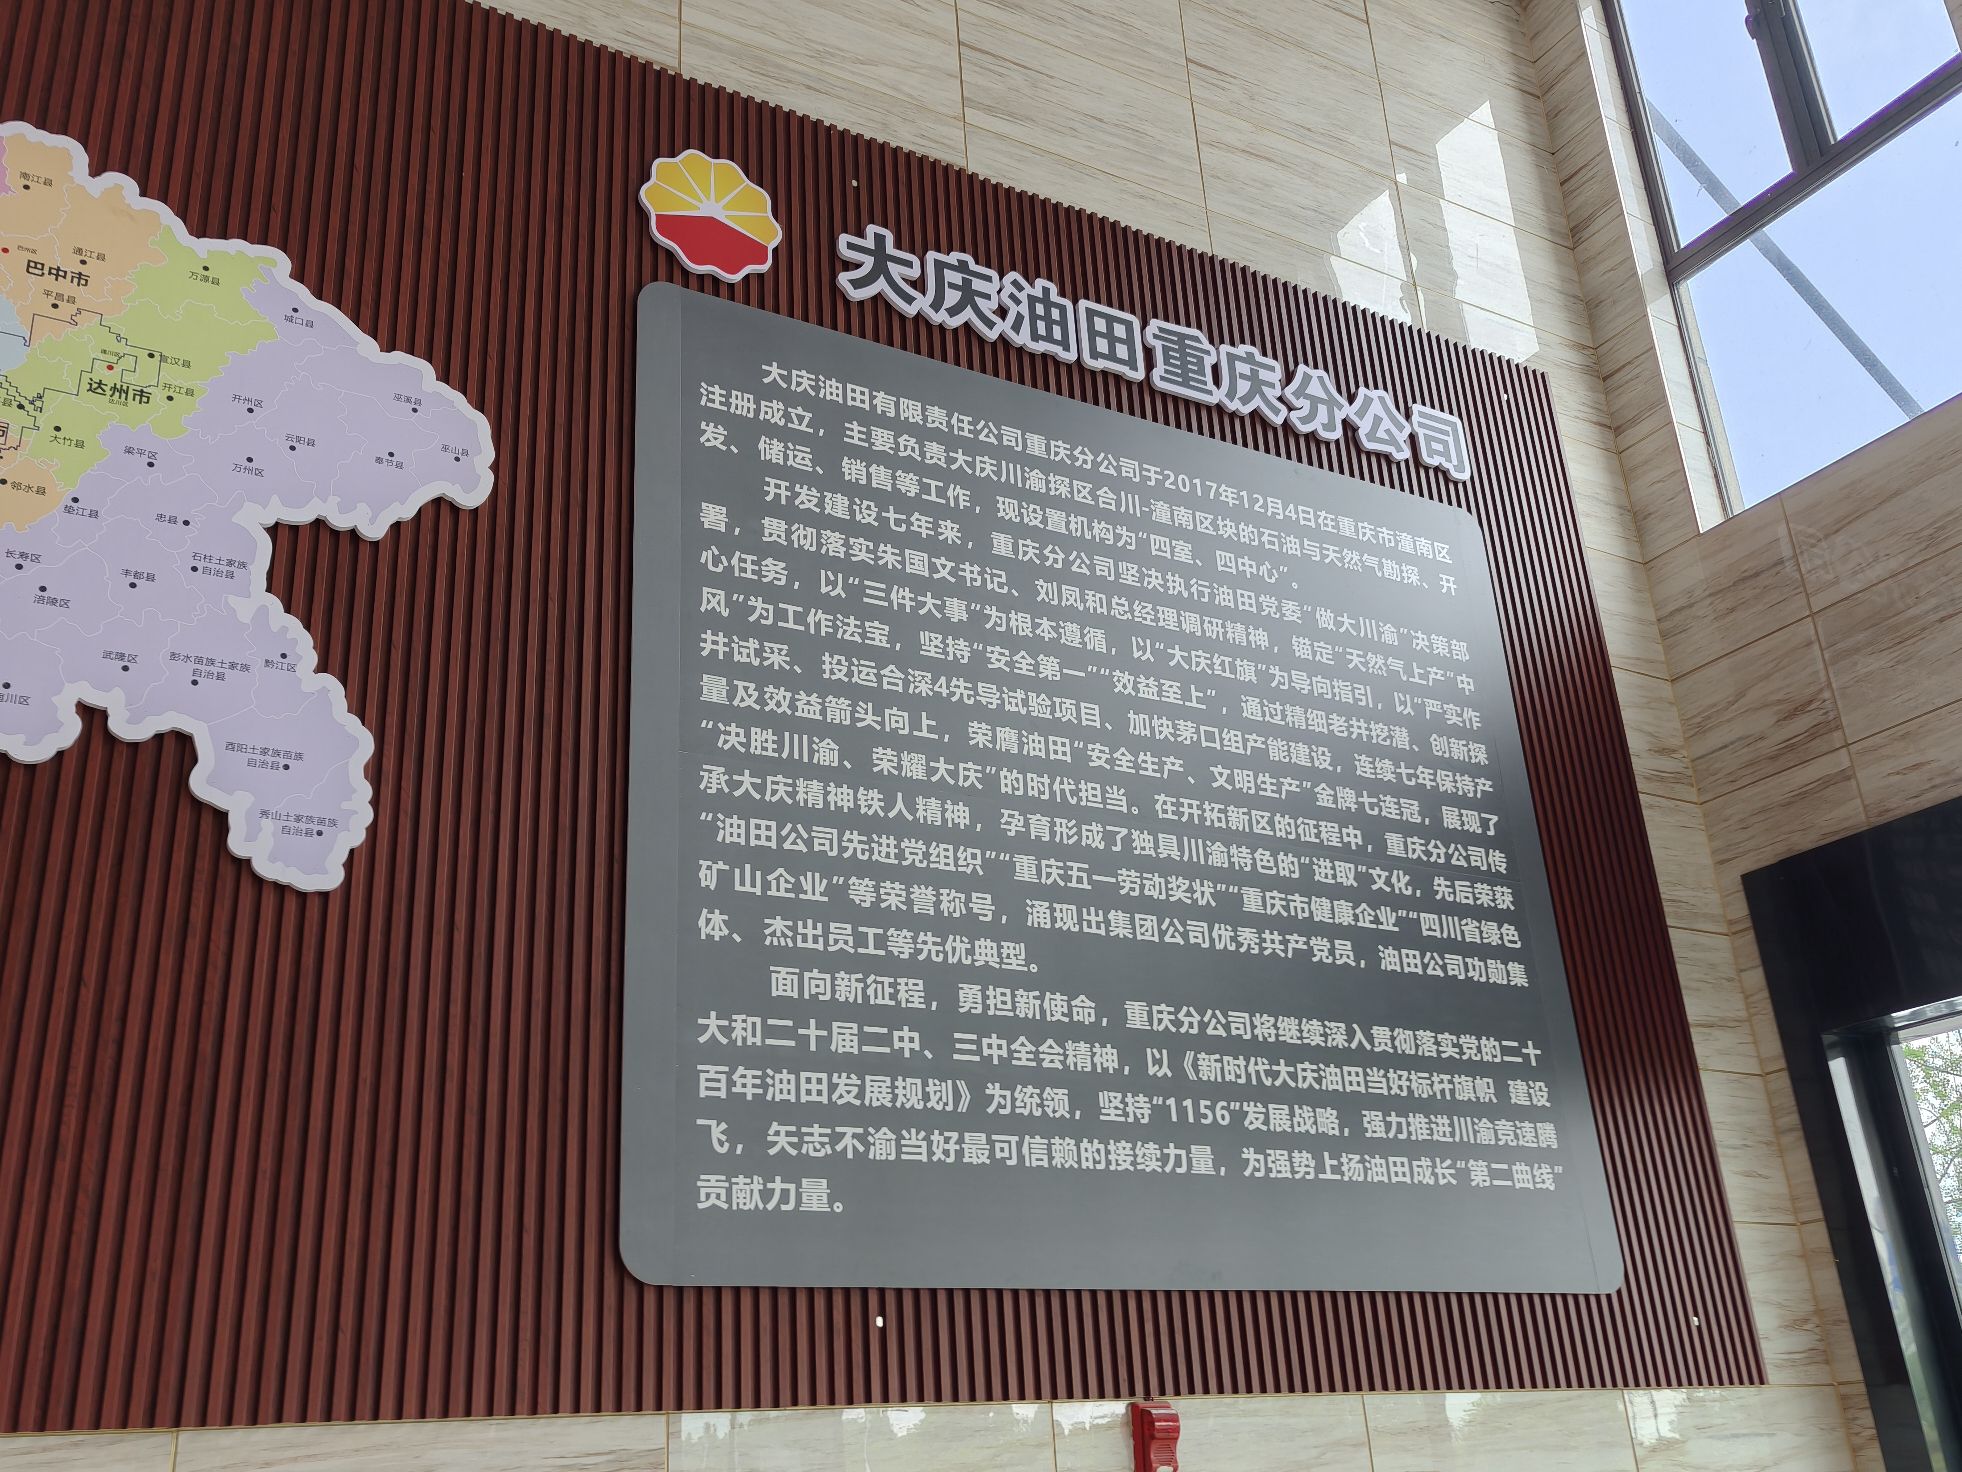 南江县
巴州区
通江县
巴中市
平昌县
万源县
城口县
通川区
宣汉县
达州市
达川区
开江县
大竹县
邻水县
开州区
巫溪县
云阳县
巫山县
奉节县
万州区
梁平区
垫江县
忠县
长寿区
石柱土家族
自治县
丰都县
涪陵区
武隆区
彭水苗族土家族
自治县
黔江区
酉阳土家族苗族
自治县
秀山土家族苗族
自治县
大庆油田重庆分公司
大庆油田有限责任公司重庆分公司于2017年12月4日在重庆市潼南区
注册成立，主要负责大庆川渝探区合川-潼南区块的石油与天然气勘探、开
发、储运、销售等工作，现设置机构为“四室、四中心”。
开发建设七年来，重庆分公司坚决执行油田党委“做大川渝”决策部
署，贯彻落实朱国文书记、刘凤和总经理调研精神，锚定“天然气上产”中
心任务，以“三件大事”为根本遵循，以“大庆红旗”为导向指引，以“严实作
风”为工作法宝，坚持“安全第一”“效益至上”，通过精细老井挖潜、创新探
井试采、投运合深4先导试验项目、加快茅口组产能建设，连续七年保持产
量及效益箭头向上，荣膺油田“安全生产、文明生产”金牌七连冠，展现了
“决胜川渝、荣耀大庆”的时代担当。在开拓新区的征程中，重庆分公司传
承大庆精神铁人精神，孕育形成了独具川渝特色的“进取”文化，先后荣获
“油田公司先进党组织”“重庆五一劳动奖状”“重庆市健康企业”“四川省绿色
矿山企业”等荣誉称号，涌现出集团公司优秀共产党员，油田公司功勋集
体、杰出员工等先优典型。
面向新征程，勇担新使命，重庆分公司将继续深入贯彻落实党的二十
大和二十届二中、三中全会精神，以《新时代大庆油田当好标杆旗帜 建设
百年油田发展规划》为统领，坚持“1156”发展战略，强力推进川渝竞速腾
飞，矢志不渝当好最可信赖的接续力量，为强势上扬油田成长“第二曲线”
贡献力量。